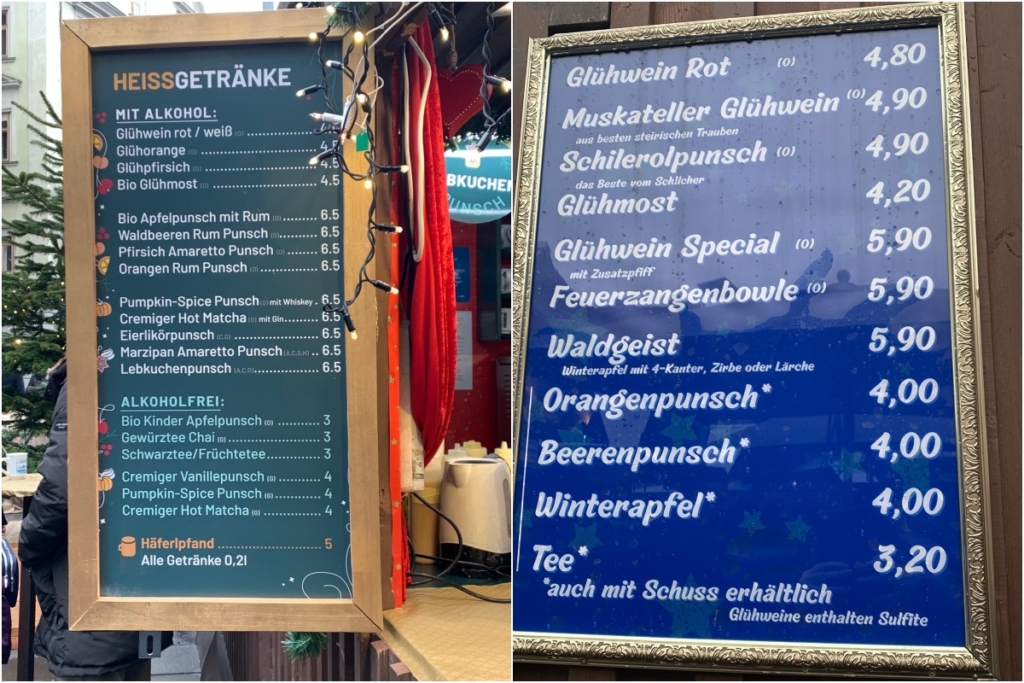 HEISSGETRÄNKE
MIT ALKOHOL:
Glühwein rot / weiß
Glühorange
Glühpfirsich 4.5
Bio Glühmost 4.5
Bio Apfelpunsch mit Rum 6.5
Waldbeeren Rum Punsch 6.5
Pfirsich Amaretto Punsch 6.5
Orangen Rum Punsch 6.5
Pumpkin-Spice Punsch mit Whiskey 6.5
Cremiger Hot Matcha mit Gin 6.5
Eierlikörpunsch 6.5
Marzipan Amaretto Punsch (A,C,G,H) 6.5
Lebkuchenpunsch (A,C,G) 6.5
ALKOHOLFREI:
Bio Kinder Apfelpunsch (O) 3
Gewürztee Chai (G) 3
Schwarztee/Früchtetee 3
Cremiger Vanillepunsch (G) 4
Pumpkin-Spice Punsch (G) 4
Cremiger Hot Matcha (G) 4
Häferlpfand 5
Alle Getränke 0,2l
BKUCHEN
PUNSCH
Glühwein Rot (O) 4,80
Muskateller Glühwein (O) 4,90
aus besten steirischen Trauben
Schilerolpunsch (O) 4,90
das Beste vom Schilcher
Glühmost 4,20
Glühwein Special (O) 5,90
mit Zusatzpfiff
Feuerzangenbowle (O) 5,90
Waldgeist 5,90
Winterapfel mit 4-Kanter, Zirbe oder Lärche
Orangenpunsch* 4,00
Beerenpunsch* 4,00
Winterapfel* 4,00
Tee* 3,20
*auch mit Schuss erhältlich
Glühweine enthalten Sulfite